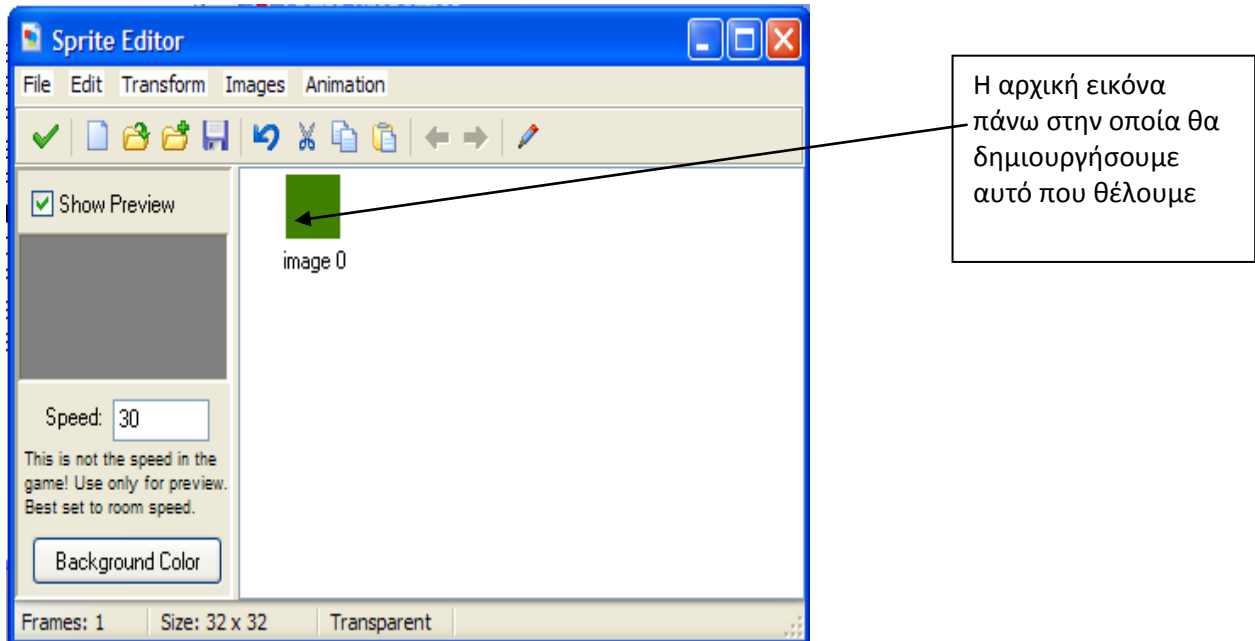 Sprite Editor
File Edit Transform Images Animation
Show Preview
image 0
Speed: 30
This is not the speed in the
game! Use only for preview.
Best set to room speed.
Background Color
Frames: 1 Size: 32 x 32 Transparent
Η αρχική εικόνα
πάνω στην οποία θα
δημιουργήσουμε
αυτό που θέλουμε